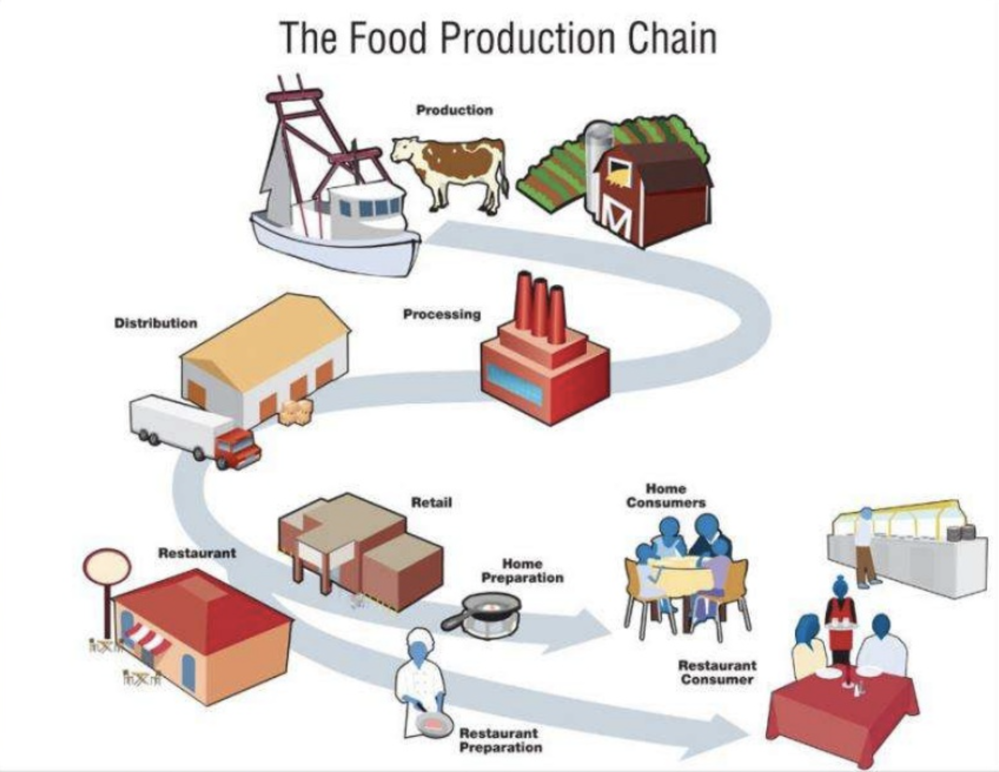 The Food Production Chain
Production
Processing
Distribution
Retail
Home
Consumers
Restaurant
Home
Preparation
Restaurant
Consumer
Restaurant
Preparation